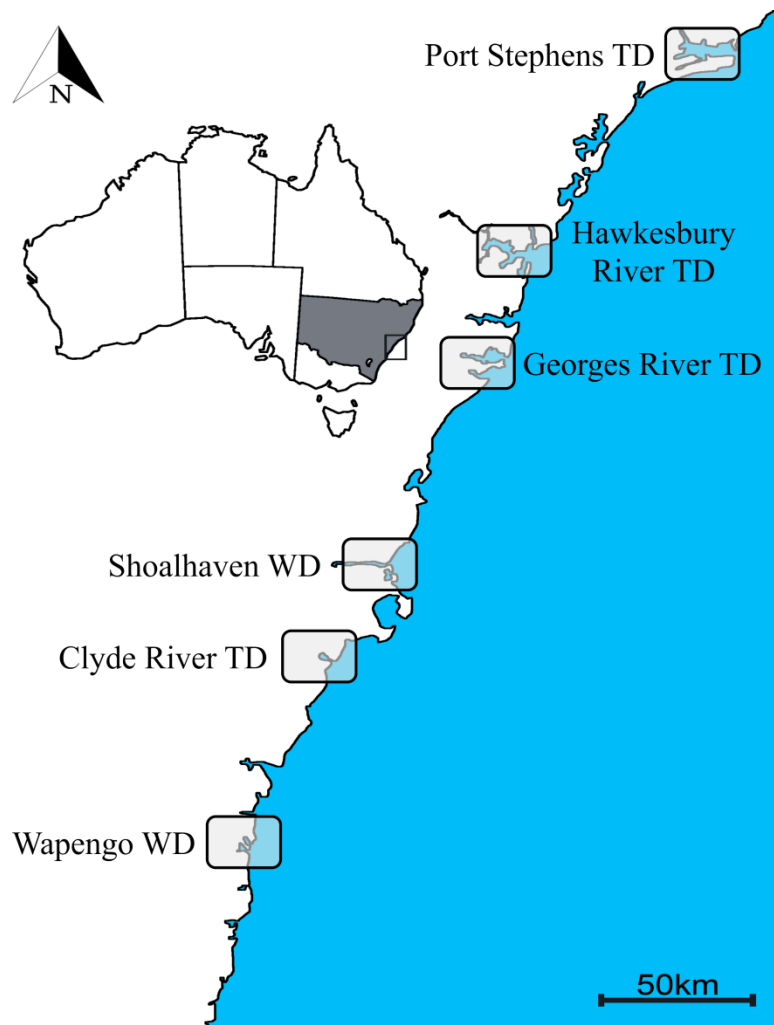 Port Stephens TD
N
Hawkesbury
River TD
Georges River TD
Shoalhaven WD
Clyde River TD
Wapengo WD
50km